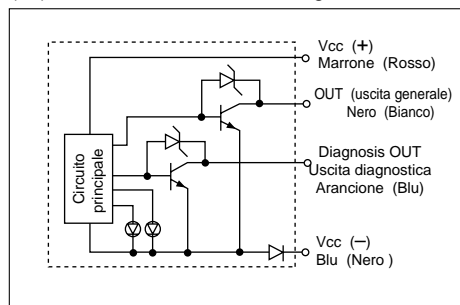 Vcc (+)
Marrone (Rosso)
OUT (uscita generale)
Nero (Bianco)
Diagnosis OUT
Uscita diagnostica
Arancione (Blu)
Vcc (–)
Blu (Nero )
Circuito
principale